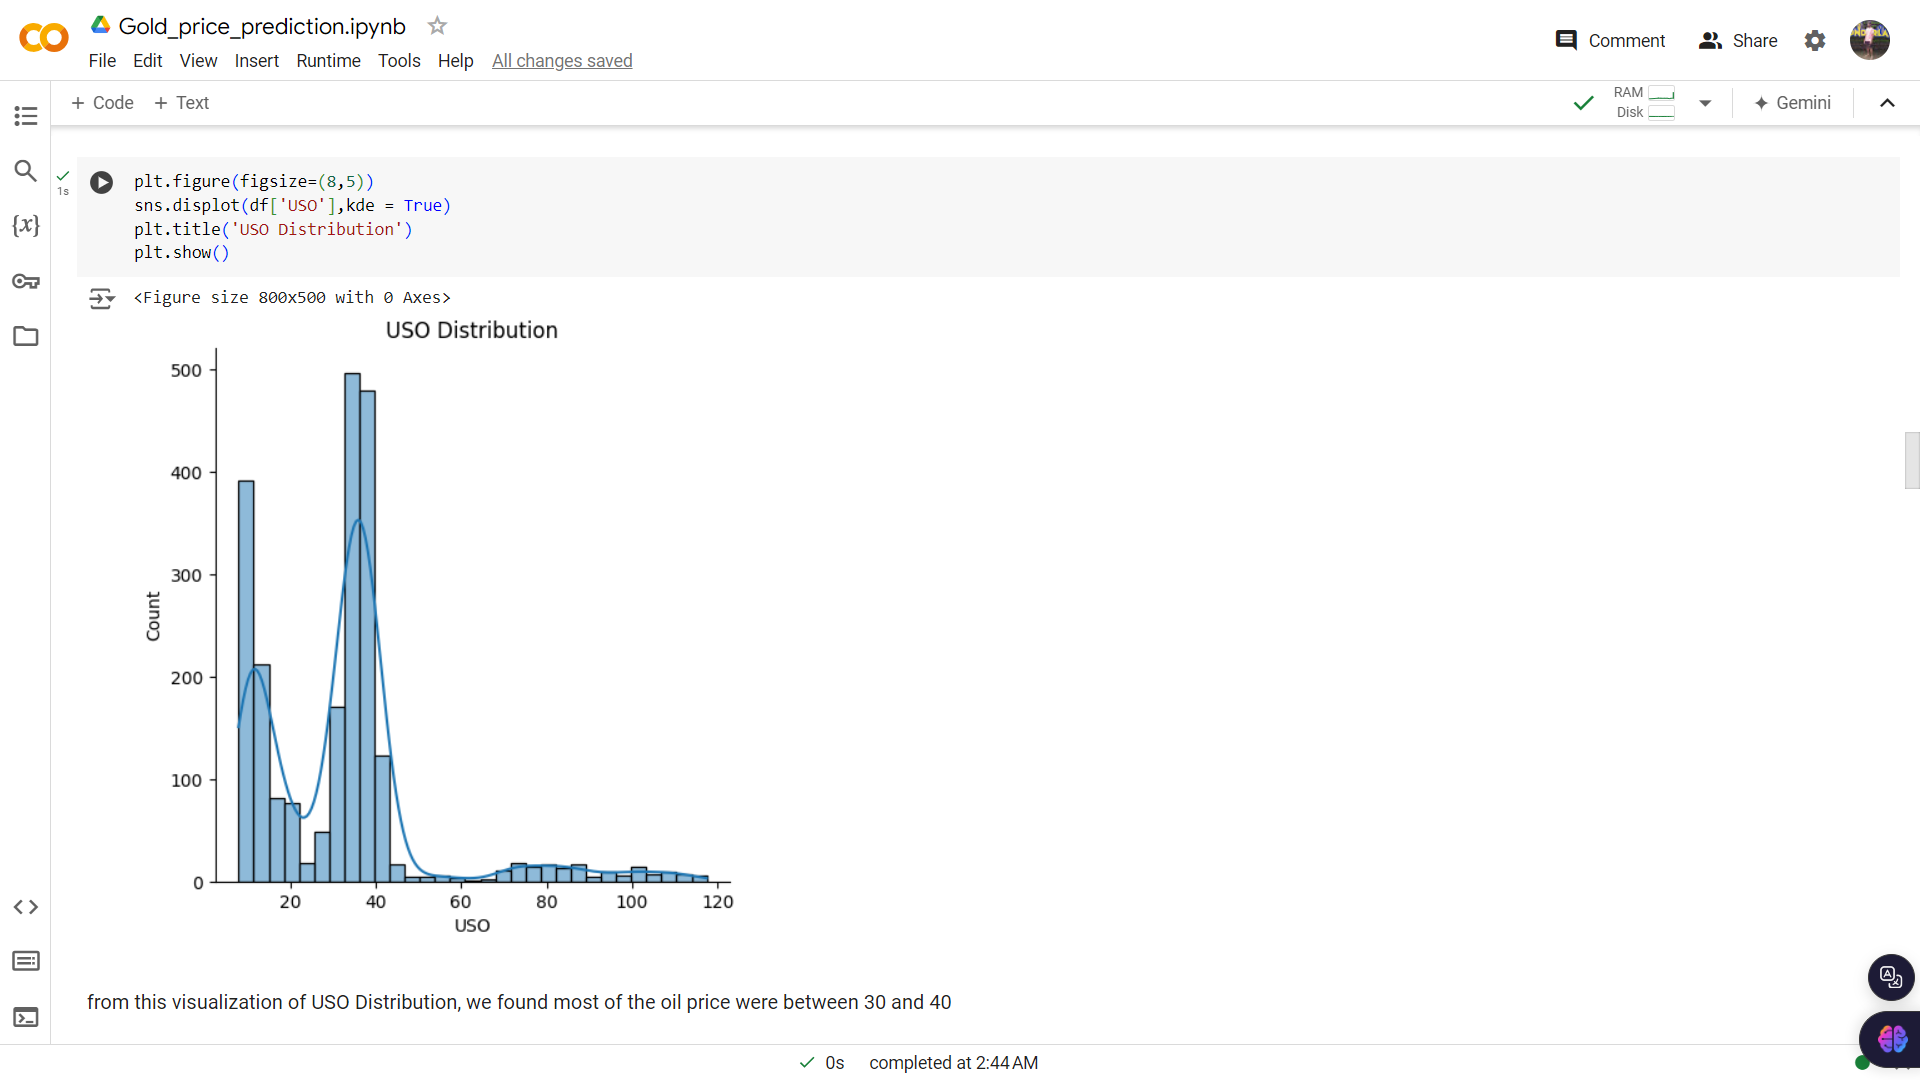 Gold_price_prediction.ipynb
File Edit View Insert Runtime Tools Help All changes saved
Comment Share
+ Code + Text
RAM
Disk
Gemini
{x}
1s
plt.figure(figsize=(8,5))
sns.displot(df['USO'],kde = True)
plt.title('USO Distribution')
plt.show()
<Figure size 800x500 with 0 Axes>
USO Distribution
500
400
300
200
100
0
Count
20 40 60 80 100 120
USO
from this visualization of USO Distribution, we found most of the oil price were between 30 and 40
0s completed at 2:44 AM